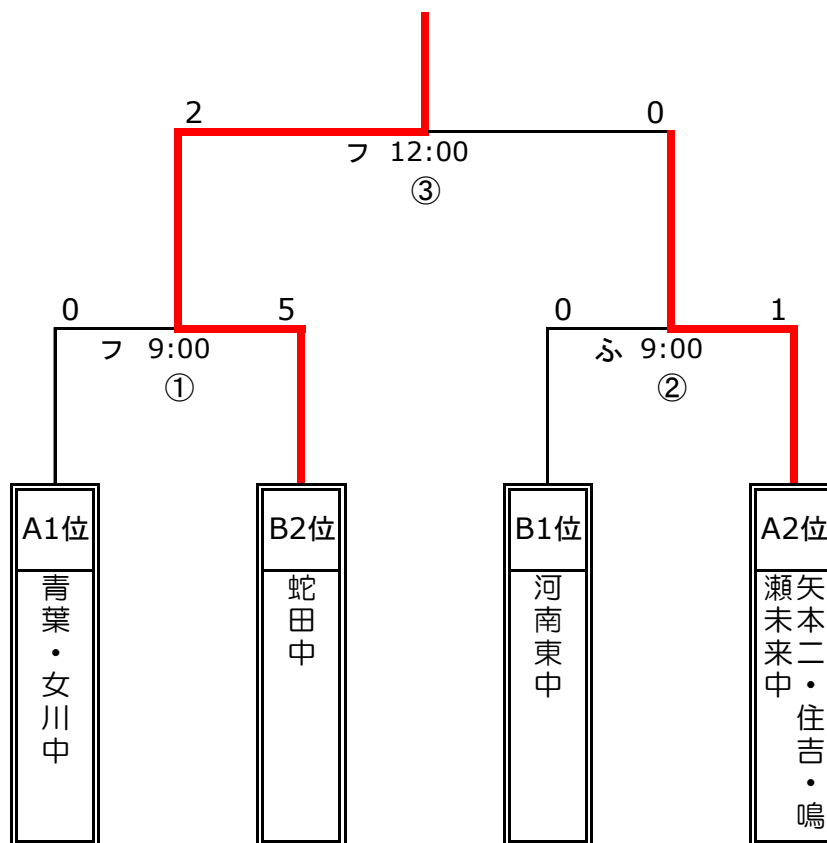 2
0
フ 12:00
③
0
5
0
1
フ 9:00
ふ 9:00
①
②
A1位
B2位
B1位
A2位
青葉・女川中
蛇田中
河南東中
矢本二・住吉・鳴
瀬未来中